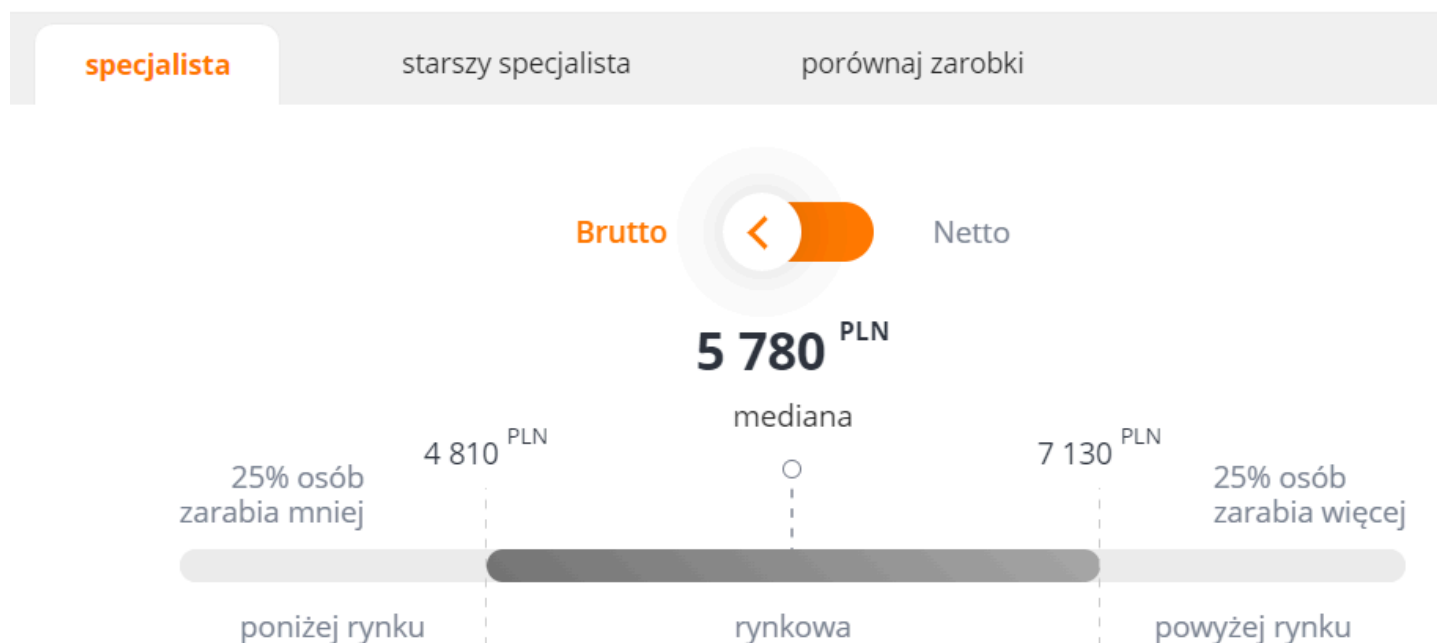 specjalista
starszy specjalista
porównaj zarobki
Brutto
Netto
5 780 PLN
mediana
4 810 PLN
7 130 PLN
25% osób
zarabia mniej
25% osób
zarabia więcej
poniżej rynku
rynkowa
powyżej rynku